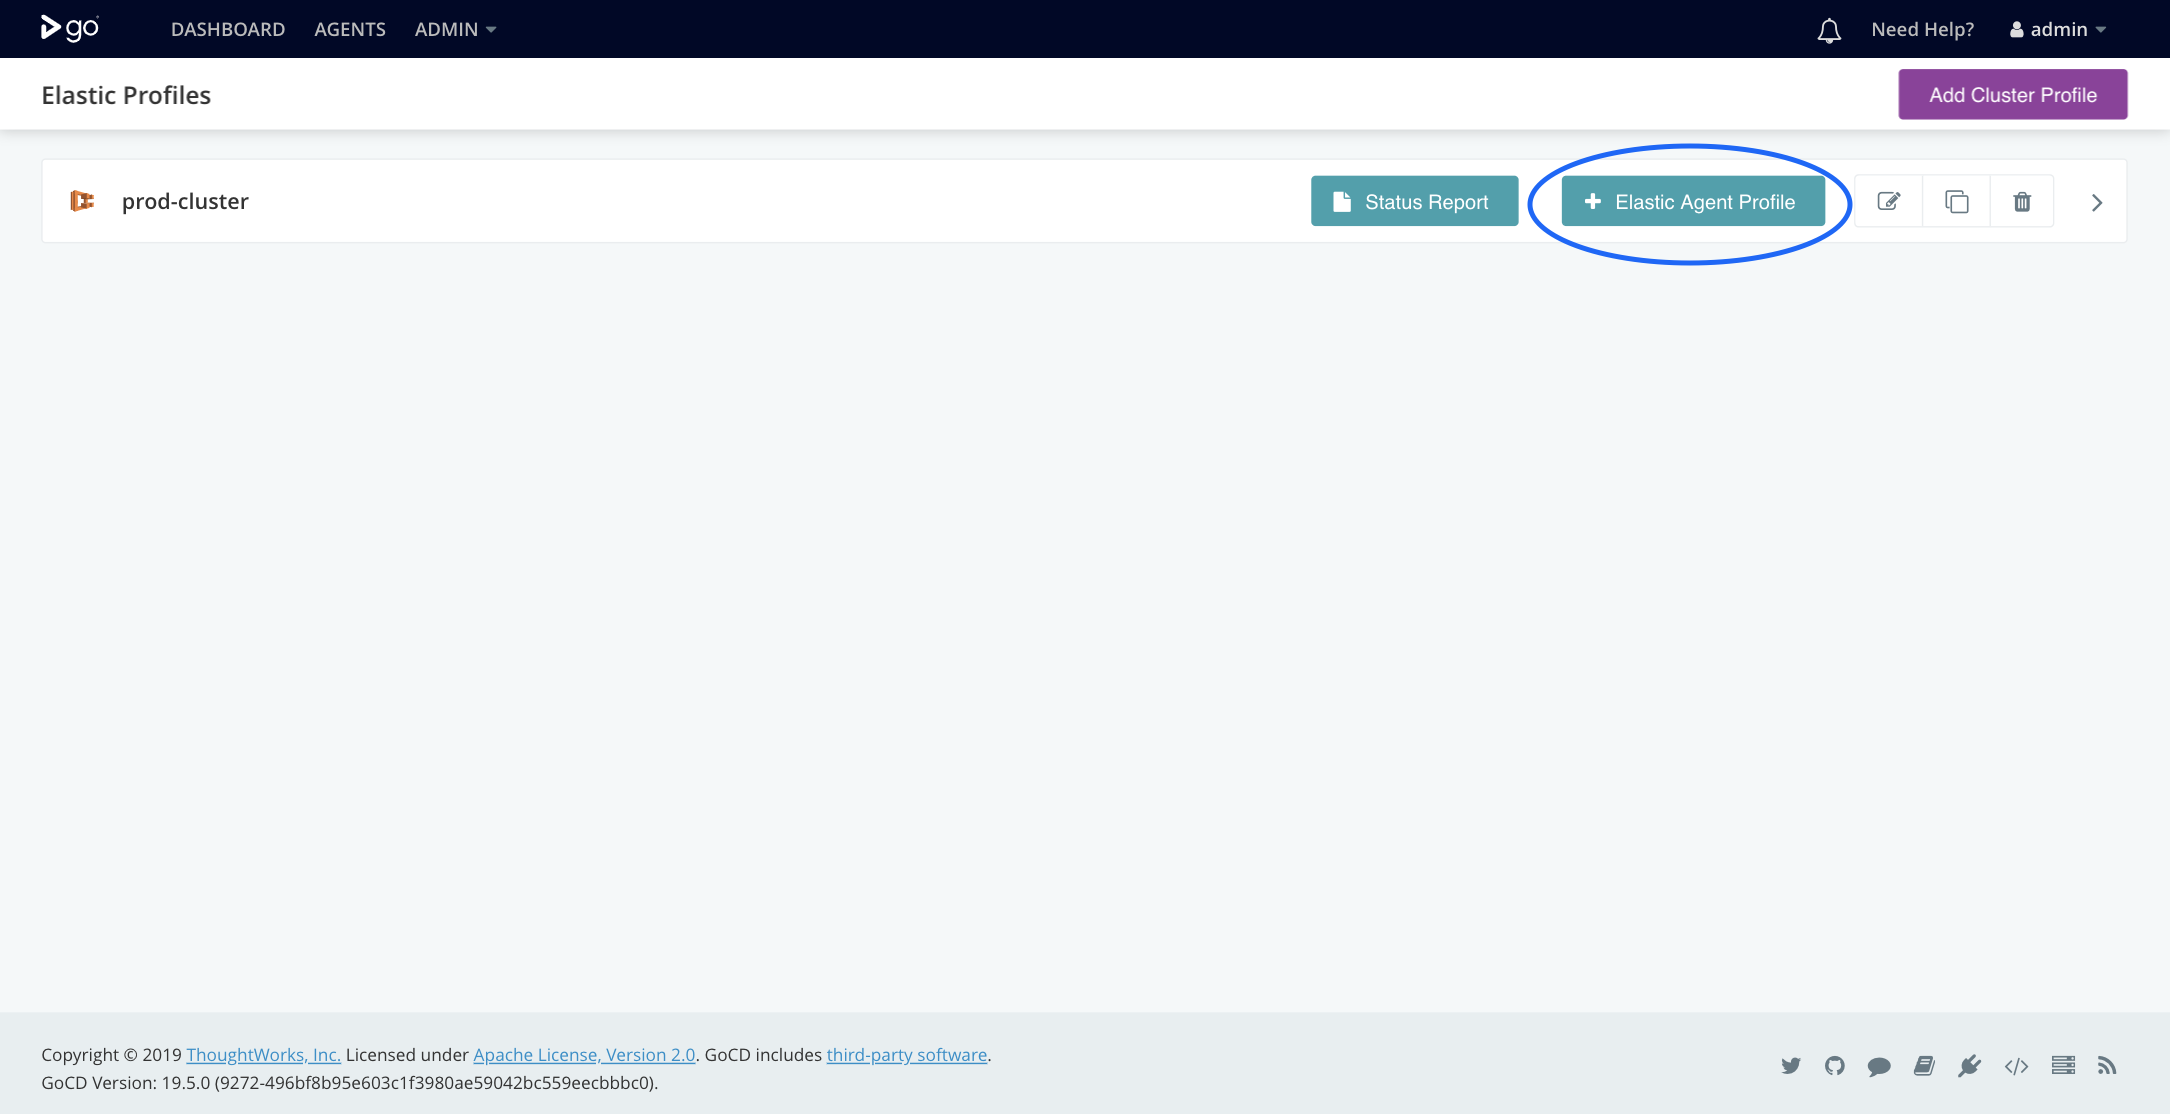 go DASHBOARD AGENTS ADMIN Need Help? admin
Elastic Profiles Add Cluster Profile
prod-cluster Status Report Elastic Agent Profile
Copyright © 2019 ThoughtWorks, Inc. Licensed under Apache License, Version 2.0. GoCD includes third-party software.
GoCD Version: 19.5.0 (9272-496bf8b95e603c1f3980ae59042bc559eecbbbc0).